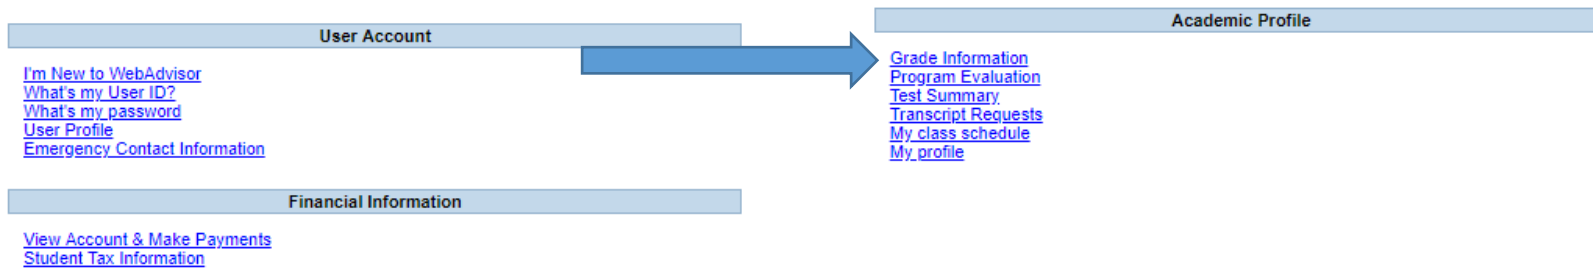 User Account
I'm New to WebAdvisor
What's my User ID?
What's my password
User Profile
Emergency Contact Information
Financial Information
View Account & Make Payments
Student Tax Information
Academic Profile
Grade Information
Program Evaluation
Test Summary
Transcript Requests
My class schedule
My profile